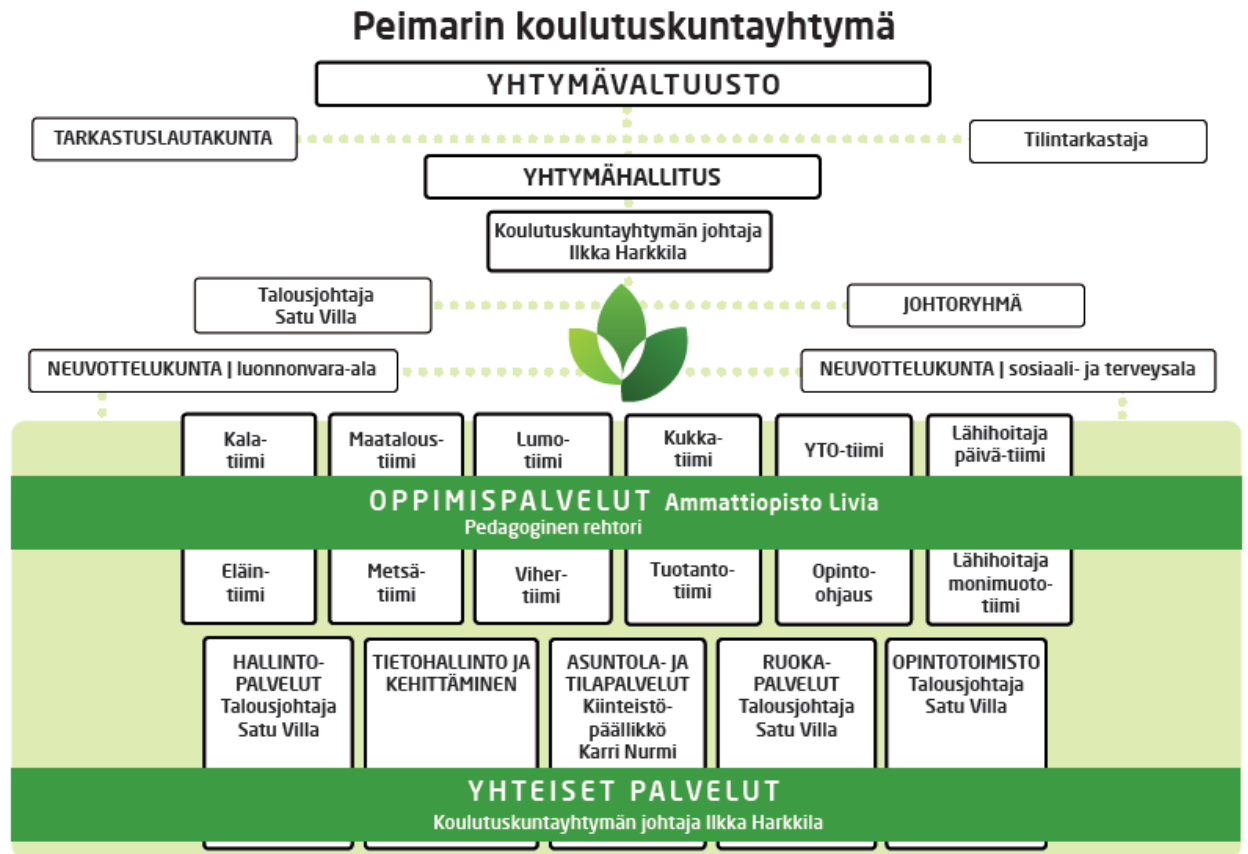 Peimarin koulutuskuntayhtymä
YHTYMÄVALTUUSTO
TARKASTUSLAUTAKUNTA
Tilintarkastaja
YHTYMÄHALLITUS
Koulutuskuntayhtymän johtaja
Ilkka Harkkila
Talousjohtaja
Satu Villa
JOHTORYHMÄ
NEUVOTTELUKUNTA | luonnonvara-ala
NEUVOTTELUKUNTA | sosiaali- ja terveysala
Kala-
tiimi
Maatalous-
tiimi
Lumo-
tiimi
Kukka-
tiimi
YTO-tiimi
Lähihoitaja
päivä-tiimi
OPPIMISPALVELUT Ammattiopisto Livia
Pedagoginen rehtori
Eläin-
tiimi
Metsä-
tiimi
Viher-
tiimi
Tuotanto-
tiimi
Opinto-
ohjaus
Lähihoitaja
monimuoto-
tiimi
HALLINTO-
PALVELUT
Talousjohtaja
Satu Villa
TIETOHALLINTO JA
KEHITTÄMINEN
ASUNTOLA- JA
TILAPALVELUT
Kiinteistö-
päällikkö
Karri Nurmi
RUOKA-
PALVELUT
Talousjohtaja
Satu Villa
OPINTOTOIMISTO
Talousjohtaja
Satu Villa
YHTEISET PALVELUT
Koulutuskuntayhtymän johtaja Ilkka Harkkila